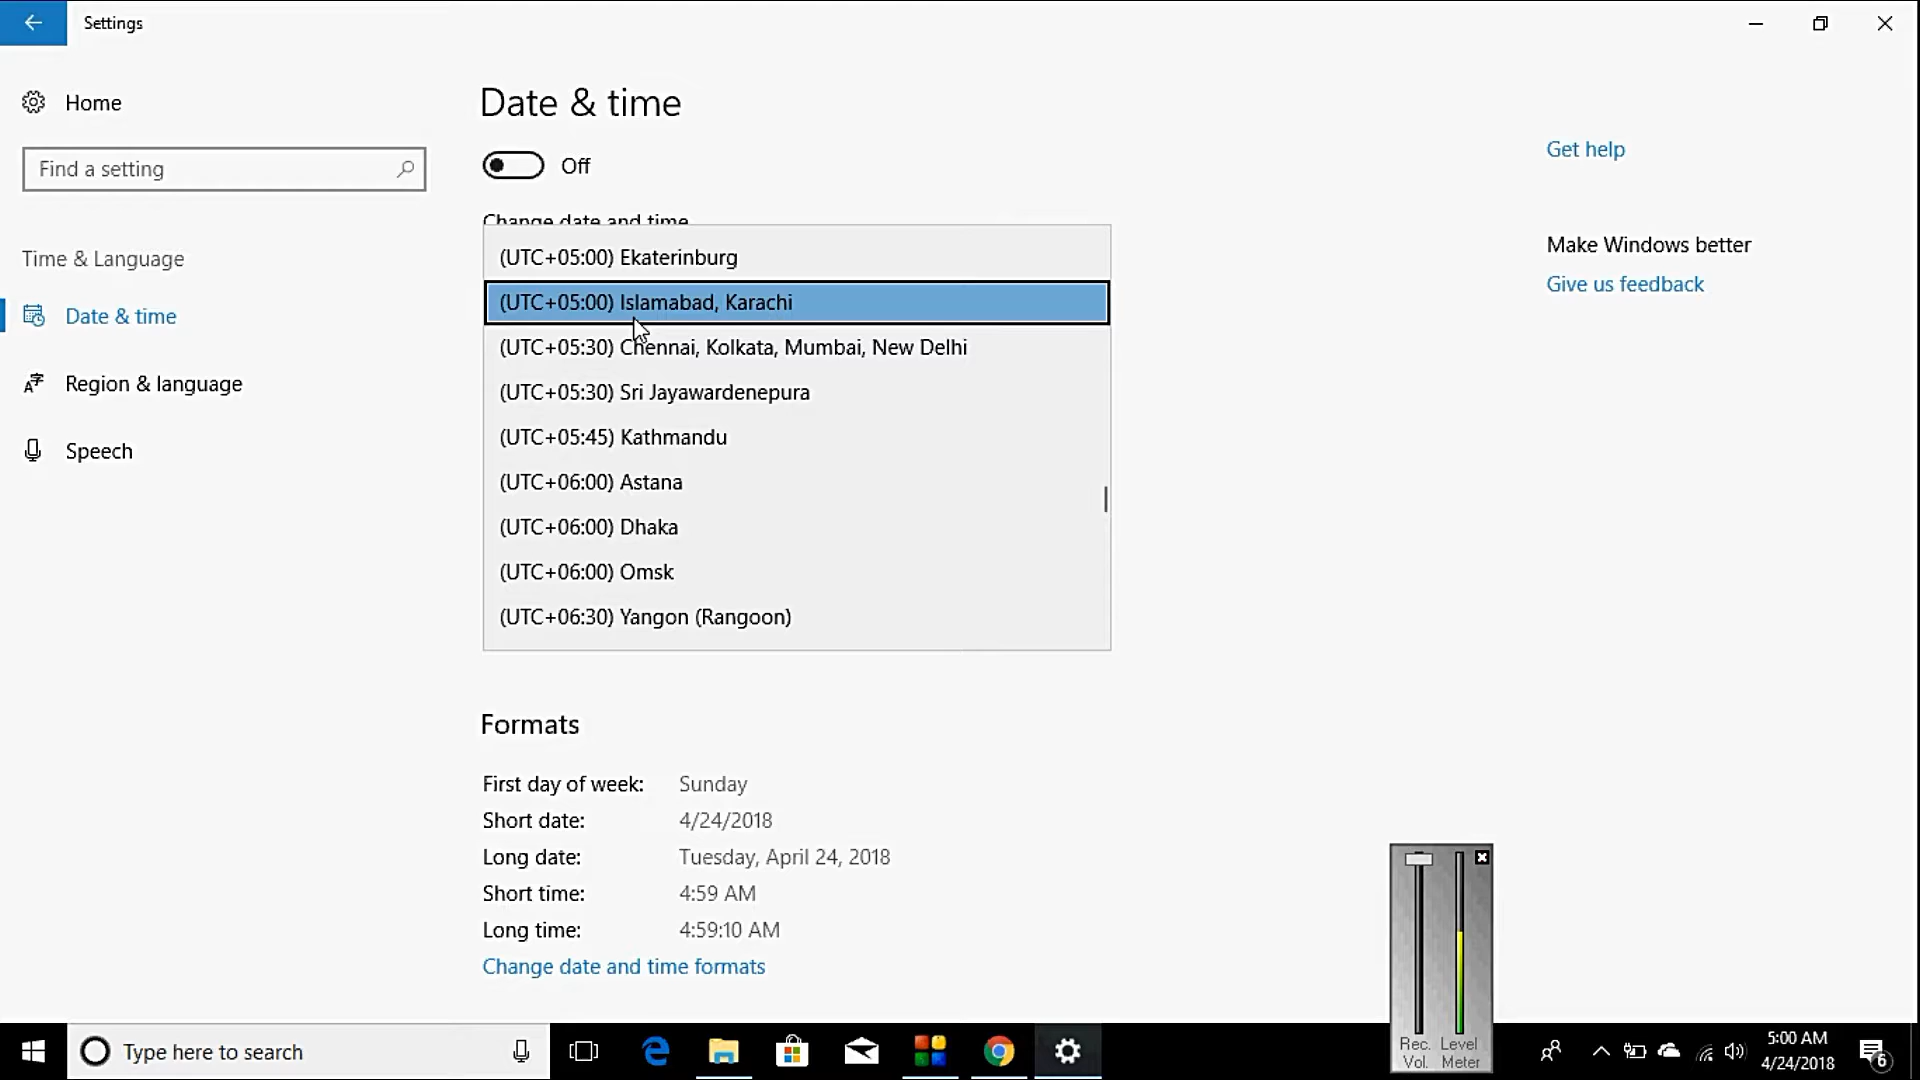 Settings
Home
Find a setting
Time & Language
Date & time
Region & language
Speech
Date & time
Off
Change date and time
(UTC+05:00) Ekaterinburg
(UTC+05:00) Islamabad, Karachi
(UTC+05:30) Chennai, Kolkata, Mumbai, New Delhi
(UTC+05:30) Sri Jayawardenepura
(UTC+05:45) Kathmandu
(UTC+06:00) Astana
(UTC+06:00) Dhaka
(UTC+06:00) Omsk
(UTC+06:30) Yangon (Rangoon)
Formats
First day of week: Sunday
Short date: 4/24/2018
Long date: Tuesday, April 24, 2018
Short time: 4:59 AM
Long time: 4:59:10 AM
Change date and time formats
Get help
Make Windows better
Give us feedback
Rec. Level
Vol. Meter
Type here to search
5:00 AM
4/24/2018
6